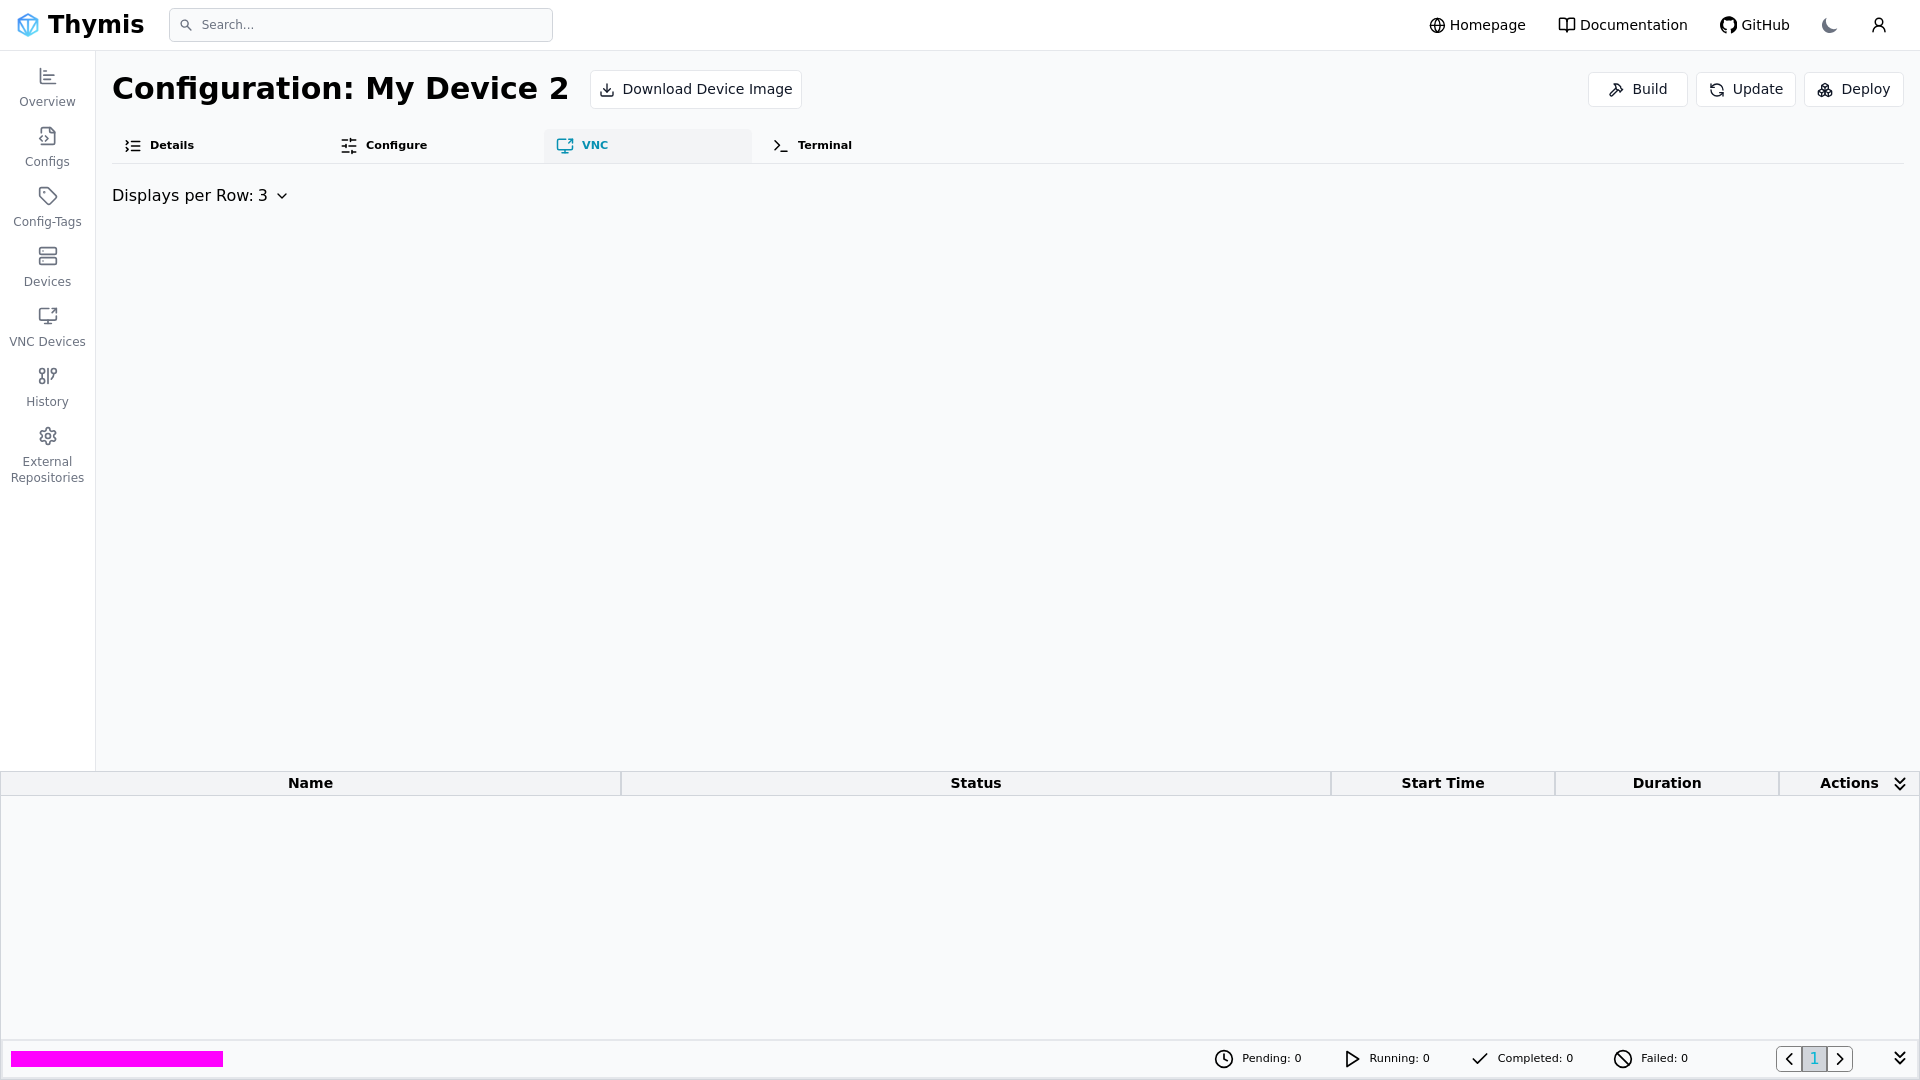 Thymis
Search...
Homepage
Documentation
GitHub
Overview
Configs
Config-Tags
Devices
VNC Devices
History
External
Repositories
Configuration: My Device 2
Download Device Image
Build
Update
Deploy
Details
Configure
VNC
Terminal
Displays per Row: 3
Name
Status
Start Time
Duration
Actions
Pending: 0
Running: 0
Completed: 0
Failed: 0
1